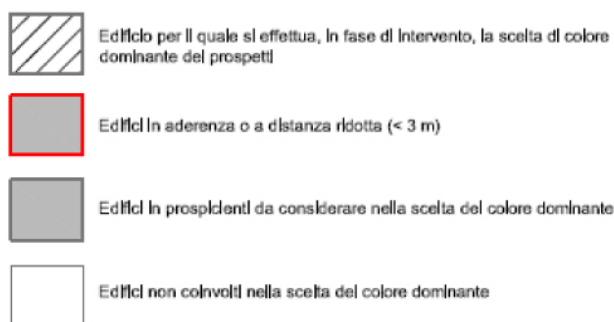 Edificio per il quale si effettua, in fase di intervento, la scelta di colore
dominante dei prospetti
Edifici in aderenza o a distanza ridotta (< 3 m)
Edifici in prospicienti da considerare nella scelta del colore dominante
Edifici non coinvolti nella scelta del colore dominante